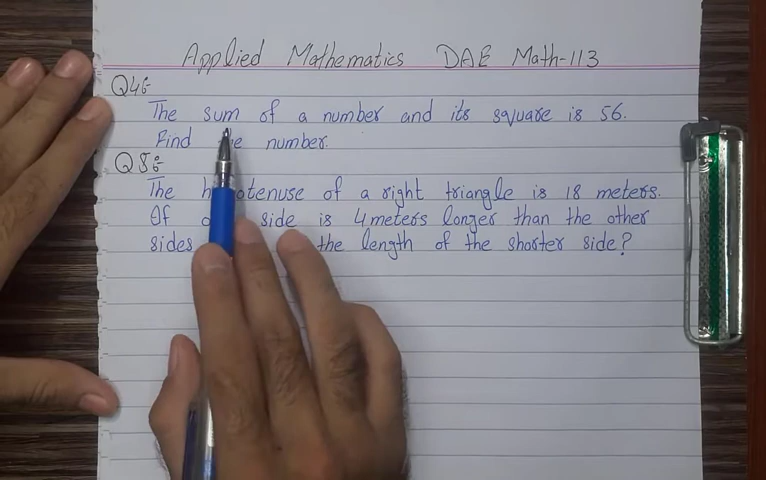 Applied Mathematics DAE Math-113
Q4:-
The sum of a number and its square is 56.
Find number.
Q8:-
The of a right triangle is 18 meters.
If side is 4 meters longer than the other
sides the length of the shorter side?